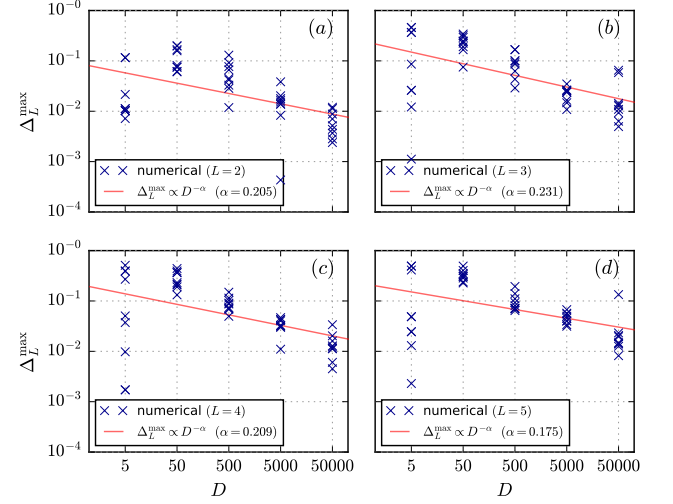 10⁻⁰ (a) (b)
10⁻¹
Δ_L^max 10⁻²
10⁻³
numerical (L = 2) numerical (L = 3)
Δ_L^max ∝ D^−α (α = 0.205) Δ_L^max ∝ D^−α (α = 0.231)
10⁻⁴
10⁻⁰ (c) (d)
10⁻¹
Δ_L^max 10⁻²
10⁻³
numerical (L = 4) numerical (L = 5)
Δ_L^max ∝ D^−α (α = 0.209) Δ_L^max ∝ D^−α (α = 0.175)
10⁻⁴
5 50 500 5000 50000 5 50 500 5000 50000
D D